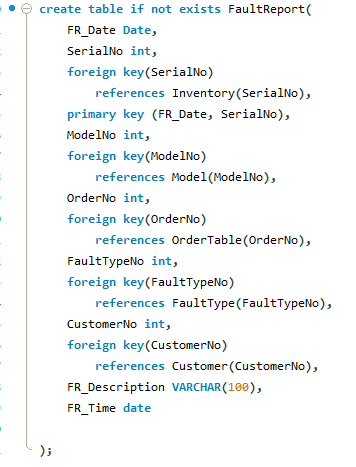 create table if not exists FaultReport(
FR_Date Date,
SerialNo int,
foreign key(SerialNo)
references Inventory(SerialNo),
primary key (FR_Date, SerialNo),
ModelNo int,
foreign key(ModelNo)
references Model(ModelNo),
OrderNo int,
foreign key(OrderNo)
references OrderTable(OrderNo),
FaultTypeNo int,
foreign key(FaultTypeNo)
references FaultType(FaultTypeNo),
CustomerNo int,
foreign key(CustomerNo)
references Customer(CustomerNo),
FR_Description VARCHAR(100),
FR_Time date
);